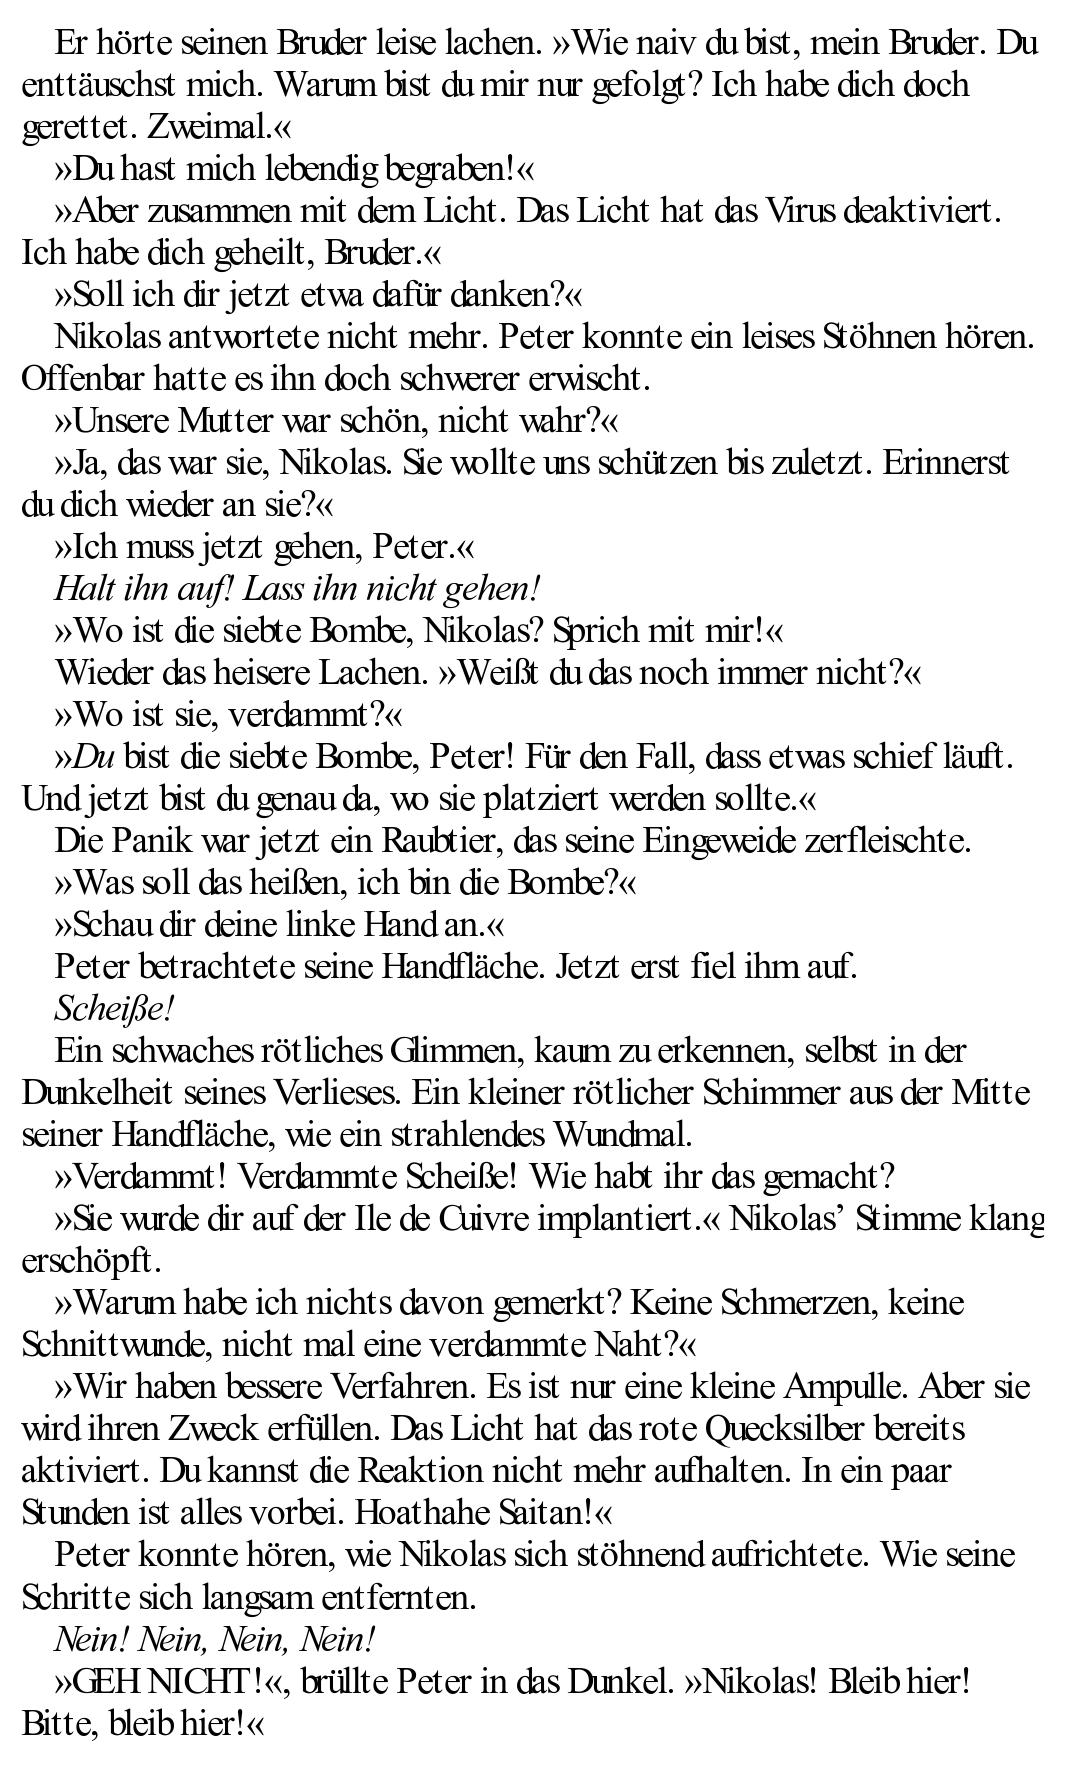 Er hörte seinen Bruder leise lachen. »Wie naiv du bist, mein Bruder. Du
enttäuschst mich. Warum bist du mir nur gefolgt? Ich habe dich doch
gerettet. Zweimal.«
»Du hast mich lebendig begraben!«
»Aber zusammen mit dem Licht. Das Licht hat das Virus deaktiviert.
Ich habe dich geheilt, Bruder.«
»Soll ich dir jetzt etwa dafür danken?«
Nikolas antwortete nicht mehr. Peter konnte ein leises Stöhnen hören.
Offenbar hatte es ihn doch schwerer erwischt.
»Unsere Mutter war schön, nicht wahr?«
»Ja, das war sie, Nikolas. Sie wollte uns schützen bis zuletzt. Erinnerst
du dich wieder an sie?«
»Ich muss jetzt gehen, Peter.«
Halt ihn auf! Lass ihn nicht gehen!
»Wo ist die siebte Bombe, Nikolas? Sprich mit mir!«
Wieder das heisere Lachen. »Weißt du das noch immer nicht?«
»Wo ist sie, verdammt?«
»Du bist die siebte Bombe, Peter! Für den Fall, dass etwas schief läuft.
Und jetzt bist du genau da, wo sie platziert werden sollte.«
Die Panik war jetzt ein Raubtier, das seine Eingeweide zerfleischte.
»Was soll das heißen, ich bin die Bombe?«
»Schau dir deine linke Hand an.«
Peter betrachtete seine Handfläche. Jetzt erst fiel ihm auf.
Scheiße!
Ein schwaches rötliches Glimmen, kaum zu erkennen, selbst in der
Dunkelheit seines Verlieses. Ein kleiner rötlicher Schimmer aus der Mitte
seiner Handfläche, wie ein strahlendes Wundmal.
»Verdammt! Verdammte Scheiße! Wie habt ihr das gemacht?
»Sie wurde dir auf der Ile de Cuivre implantiert.« Nikolas’ Stimme klang
erschöpft.
»Warum habe ich nichts davon gemerkt? Keine Schmerzen, keine
Schnittwunde, nicht mal eine verdammte Naht?«
»Wir haben bessere Verfahren. Es ist nur eine kleine Ampulle. Aber sie
wird ihren Zweck erfüllen. Das Licht hat das rote Quecksilber bereits
aktiviert. Du kannst die Reaktion nicht mehr aufhalten. In ein paar
Stunden ist alles vorbei. Hoathahe Saitan!«
Peter konnte hören, wie Nikolas sich stöhnend aufrichtete. Wie seine
Schritte sich langsam entfernten.
Nein! Nein, Nein, Nein!
»GEH NICHT!«, brüllte Peter in das Dunkel. »Nikolas! Bleib hier!
Bitte, bleib hier!«